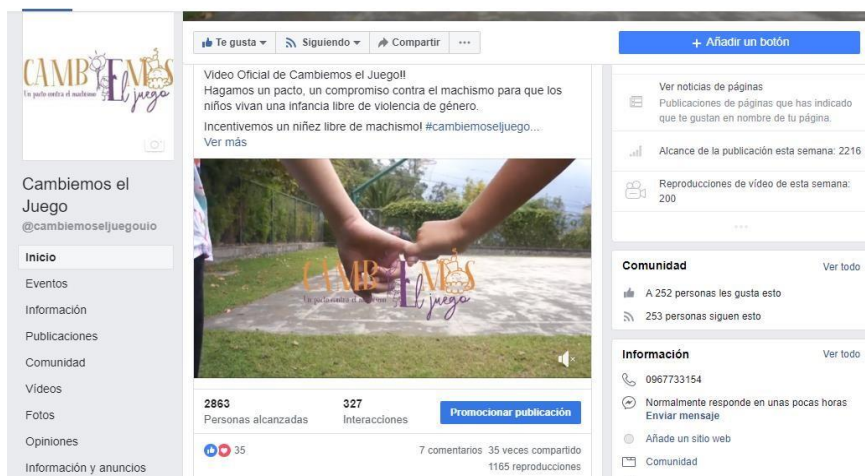 CAMBIEMOS
Un pacto contra el machismo
El juego
Cambiemos el
Juego
@cambiemoseljuegouio
Inicio
Eventos
Información
Publicaciones
Comunidad
Vídeos
Fotos
Opiniones
Información y anuncios
Te gusta
Siguiendo
Compartir
...
Video Oficial de Cambiemos el Juego!!
Hagamos un pacto, un compromiso contra el machismo para que los
niños vivan una infancia libre de violencia de género.
Incentivemos un niñez libre de machismo! #cambiemoseljuego...
Ver más
CAMBIEMOS
Un pacto contra el machismo
El juego
2863
Personas alcanzadas
327
Interacciones
Promocionar publicación
35
7 comentarios 35 veces compartido
1165 reproducciones
+ Añadir un botón
Ver noticias de páginas
Publicaciones de páginas que has indicado
que te gustan en nombre de tu página.
Alcance de la publicación esta semana: 2216
Reproducciones de vídeo de esta semana:
200
...
Comunidad Ver todo
A 252 personas les gusta esto
253 personas siguen esto
Información Ver todo
0967733154
Normalmente responde en unas pocas horas
Enviar mensaje
Añade un sitio web
Comunidad